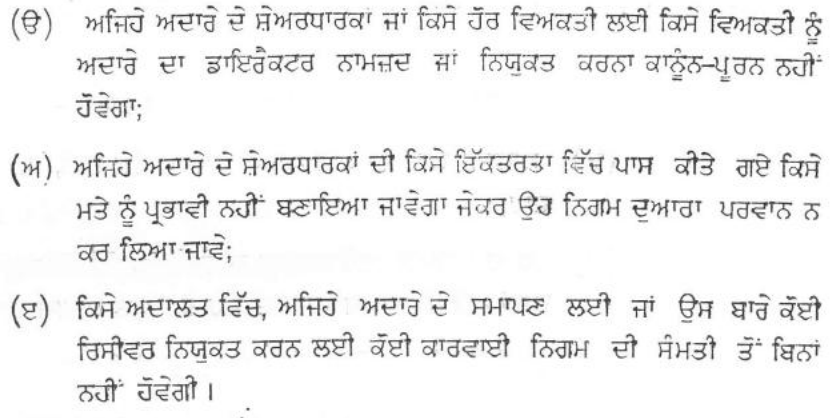 (ੳ) ਅਜਿਹੇ ਅਦਾਰੇ ਦੇ ਸ਼ੇਅਰਧਾਰਕਾਂ ਜਾਂ ਕਿਸੇ ਹੋਰ ਵਿਅਕਤੀ ਲਈ ਕਿਸੇ ਵਿਅਕਤੀ ਨੂੰ
ਅਦਾਰੇ ਦਾ ਡਾਇਰੈਕਟਰ ਨਾਮਜ਼ਦ ਜਾਂ ਨਿਯੁਕਤ ਕਰਨਾ ਕਾਨੂੰਨ-ਪੂਰਨ ਨਹੀਂ
ਹੋਵੇਗਾ;
(ਅ) ਅਜਿਹੇ ਅਦਾਰੇ ਦੇ ਸ਼ੇਅਰਧਾਰਕਾਂ ਦੀ ਕਿਸੇ ਇੱਕਤਰਤਾ ਵਿੱਚ ਪਾਸ ਕੀਤੇ ਗਏ ਕਿਸੇ
ਮਤੇ ਨੂੰ ਪ੍ਰਭਾਵੀ ਨਹੀਂ ਬਣਾਇਆ ਜਾਵੇਗਾ ਜੇਕਰ ਉਹ ਨਿਗਮ ਦੁਆਰਾ ਪਰਵਾਨ ਨ
ਕਰ ਲਿਆ ਜਾਵੇ;
(ੲ) ਕਿਸੇ ਅਦਾਲਤ ਵਿੱਚ, ਅਜਿਹੇ ਅਦਾਰੇ ਦੇ ਸਮਾਪਣ ਲਈ ਜਾਂ ਉਸ ਬਾਰੇ ਕੋਈ
ਰਿਸੀਵਰ ਨਿਯੁਕਤ ਕਰਨ ਲਈ ਕੋਈ ਕਾਰਵਾਈ ਨਿਗਮ ਦੀ ਸੰਮਤੀ ਤੋਂ ਬਿਨਾਂ
ਨਹੀਂ ਹੋਵੇਗੀ ।